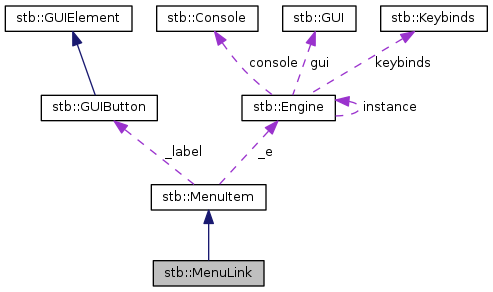 stb::GUIElement
stb::Console
stb::GUI
stb::Keybinds
console
gui
keybinds
stb::GUIButton
stb::Engine
instance
_label
_e
stb::MenuItem
stb::MenuLink